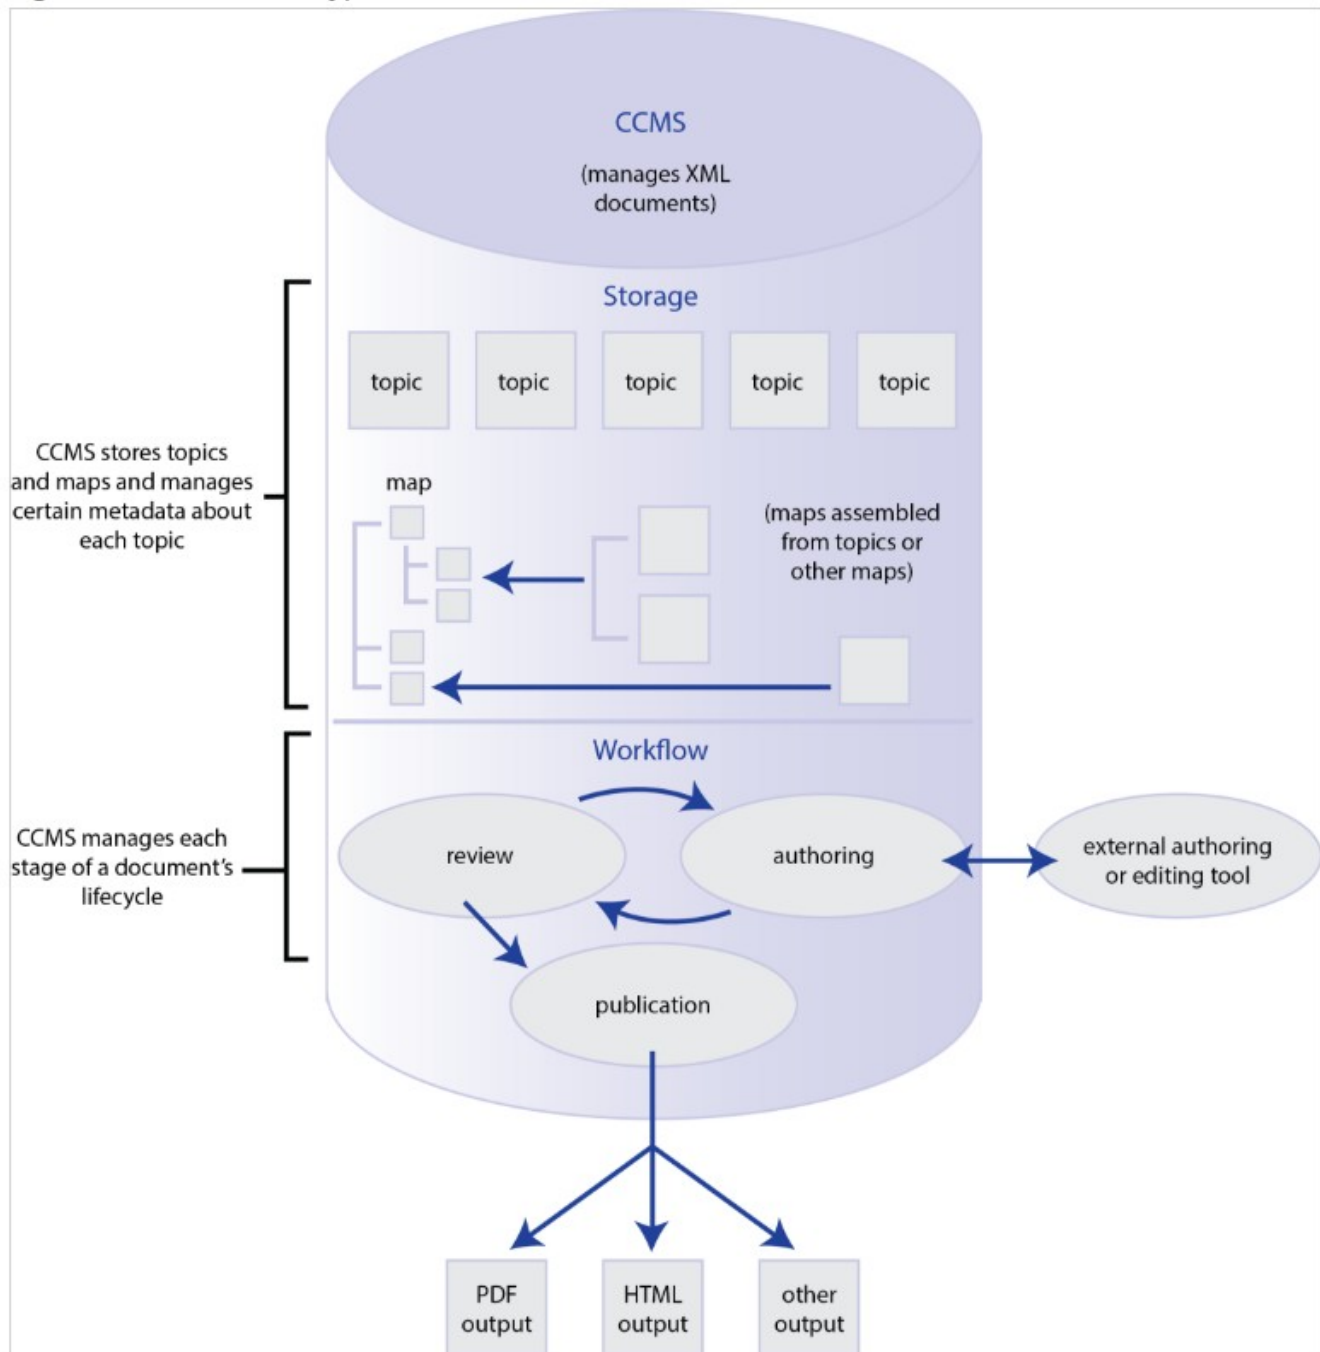 CCMS
(manages XML
documents)
Storage
topic
topic
topic
topic
topic
CCMS stores topics
and maps and manages
certain metadata about
each topic
map
(maps assembled
from topics or
other maps)
Workflow
CCMS manages each
stage of a document's
lifecycle
review
authoring
external authoring
or editing tool
publication
PDF
output
HTML
output
other
output